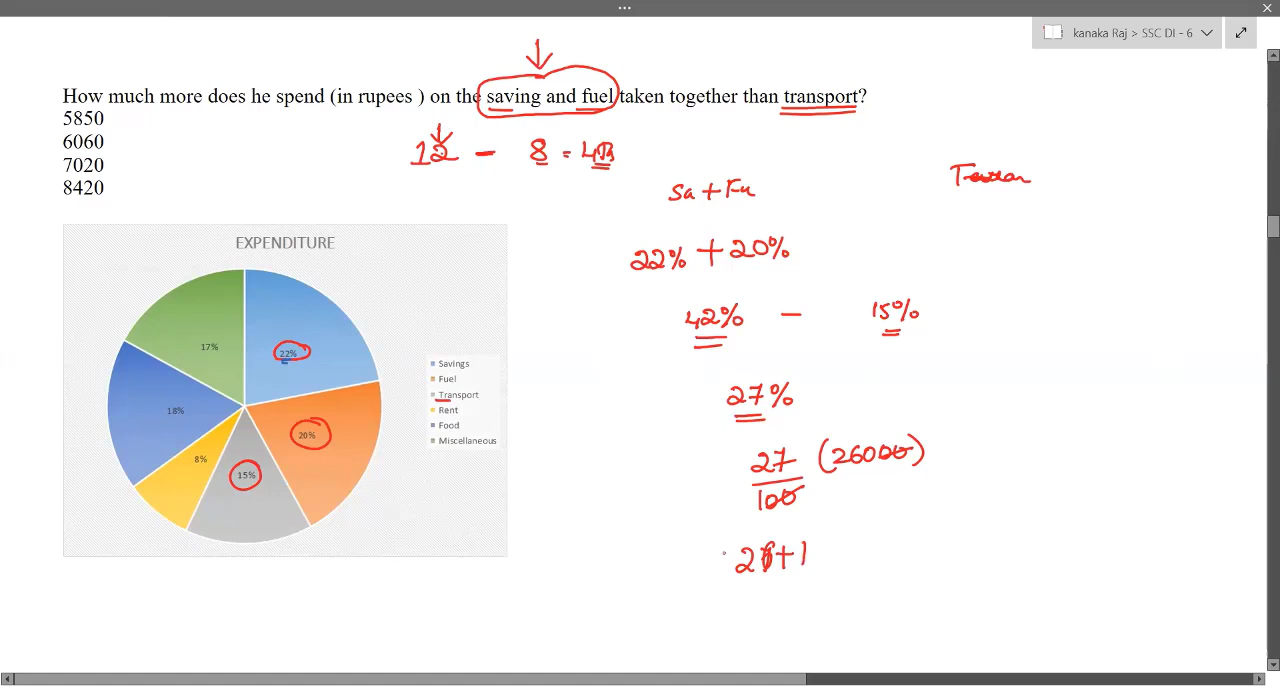 kanaka Raj > SSC DI - 6
How much more does he spend (in rupees ) on the saving and fuel taken together than transport?
5850
6060
7020
8420
12 - 8 = 4
Sa + Fu
22% + 20%
42% - 15%
27%
27 (26000)
100
+ 1
EXPENDITURE
22%
20%
15%
8%
18%
17%
Savings
Fuel
Transport
Rent
Food
Miscellaneous